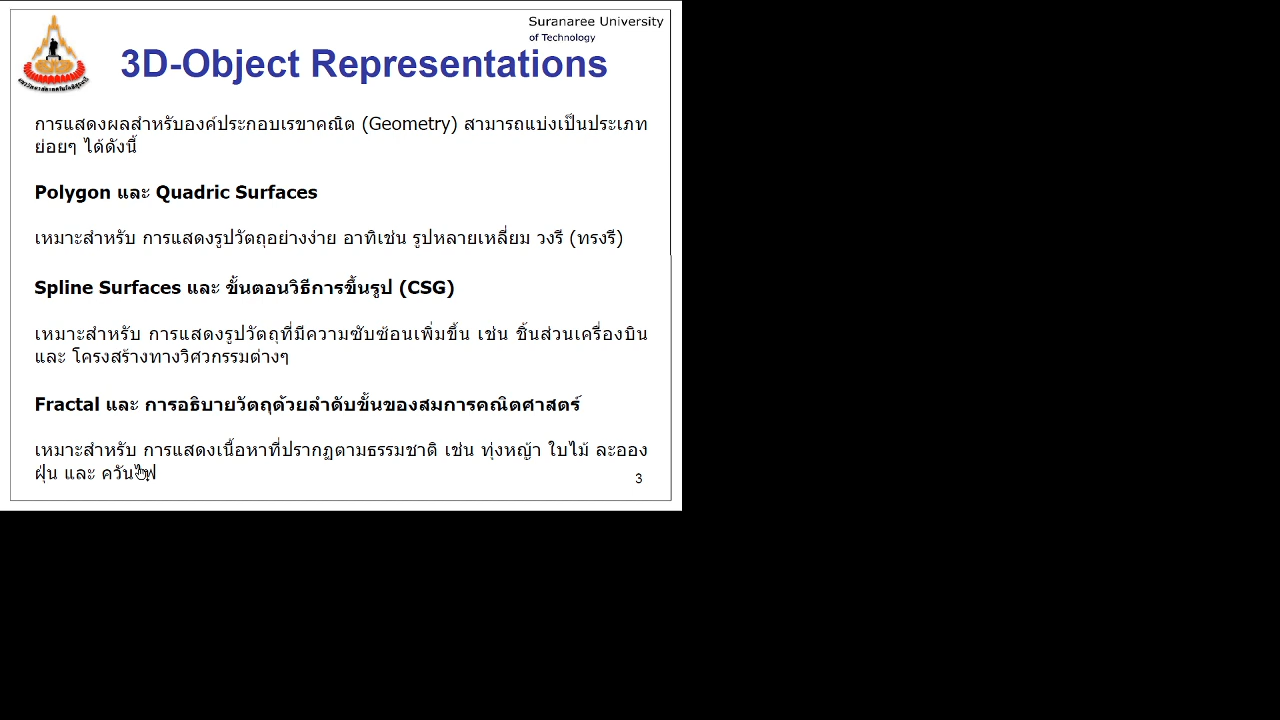 Suranaree University
of Technology
3D-Object Representations
การแสดงผลสำหรับองค์ประกอบเรขาคณิต (Geometry) สามารถแบ่งเป็นประเภท
ย่อยๆ ได้ดังนี้
Polygon และ Quadric Surfaces
เหมาะสำหรับ การแสดงรูปวัตถุอย่างง่าย อาทิเช่น รูปหลายเหลี่ยม วงรี (ทรงรี)
Spline Surfaces และ ขั้นตอนวิธีการขึ้นรูป (CSG)
เหมาะสำหรับ การแสดงรูปวัตถุที่มีความซับซ้อนเพิ่มขึ้น เช่น ชิ้นส่วนเครื่องบิน
และ โครงสร้างทางวิศวกรรมต่างๆ
Fractal และ การอธิบายวัตถุด้วยลำดับขั้นของสมการคณิตศาสตร์
เหมาะสำหรับ การแสดงเนื้อหาที่ปรากฏตามธรรมชาติ เช่น ทุ่งหญ้า ใบไม้ ละออง
ฝุ่น และ ควันไฟ
3